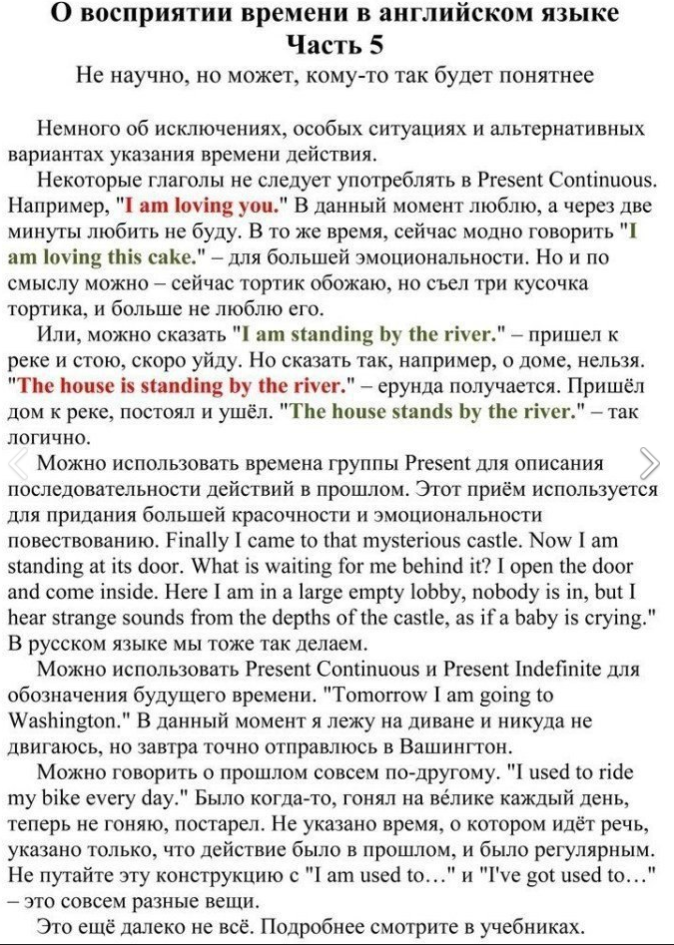 О восприятии времени в английском языке
Часть 5
Не научно, но может, кому-то так будет понятнее
Немного об исключениях, особых ситуациях и альтернативных
вариантах указания времени действия.
Некоторые глаголы не следует употреблять в Present Continuous.
Например, "I am loving you." В данный момент люблю, а через две
минуты любить не буду. В то же время, сейчас модно говорить "I
am loving this cake." – для большей эмоциональности. Но и по
смыслу можно – сейчас тортик обожаю, но съел три кусочка
тортика, и больше не люблю его.
Или, можно сказать "I am standing by the river." – пришел к
реке и стою, скоро уйду. Но сказать так, например, о доме, нельзя.
"The house is standing by the river." – ерунда получается. Пришёл
дом к реке, постоял и ушёл. "The house stands by the river." – так
логично.
Можно использовать времена группы Present для описания
последовательности действий в прошлом. Этот приём используется
для придания большей красочности и эмоциональности
повествованию. Finally I came to that mysterious castle. Now I am
standing at its door. What is waiting for me behind it? I open the door
and come inside. Here I am in a large empty lobby, nobody is in, but I
hear strange sounds from the depths of the castle, as if a baby is crying."
В русском языке мы тоже так делаем.
Можно использовать Present Continuous и Present Indefinite для
обозначения будущего времени. "Tomorrow I am going to
Washington." В данный момент я лежу на диване и никуда не
двигаюсь, но завтра точно отправлюсь в Вашингтон.
Можно говорить о прошлом совсем по-другому. "I used to ride
my bike every day." Было когда-то, гонял на вéлике каждый день,
теперь не гоняю, постарел. Не указано время, о котором идёт речь,
указано только, что действие было в прошлом, и было регулярным.
Не путайте эту конструкцию с "I am used to…" и "I've got used to…"
– это совсем разные вещи.
Это ещё далеко не всё. Подробнее смотрите в учебниках.